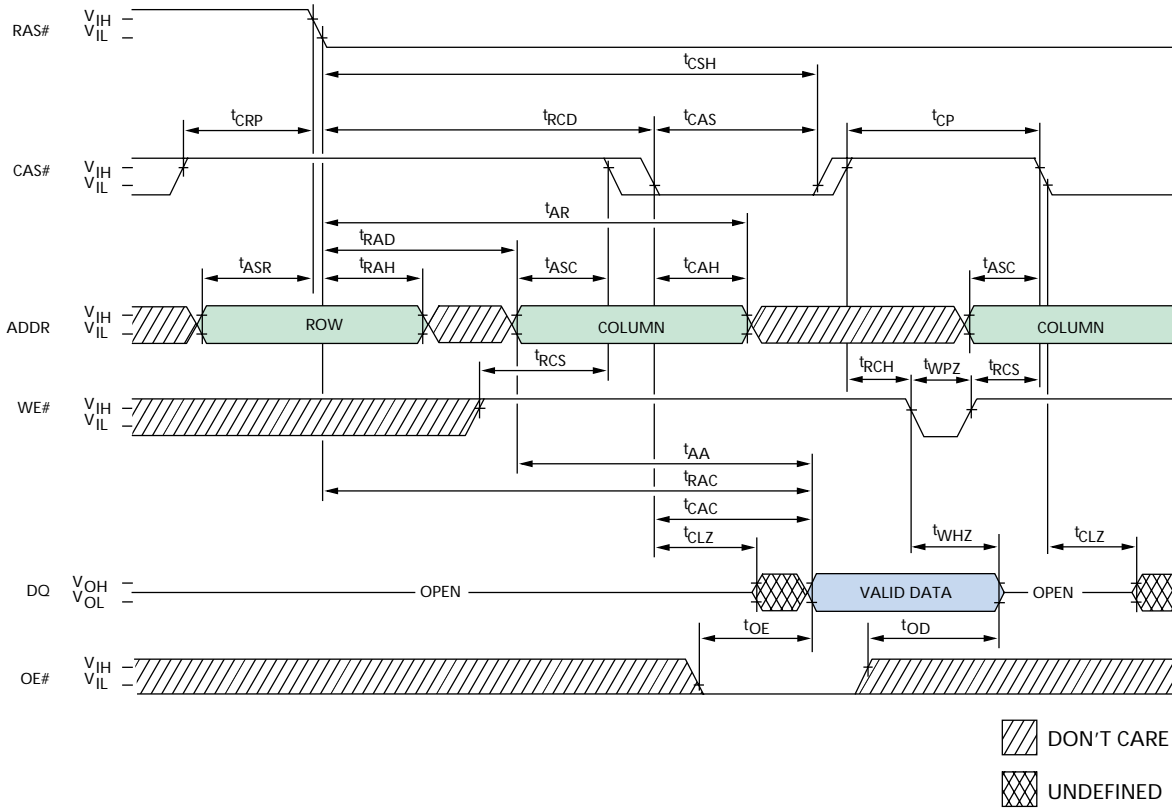 RAS# VIH
VIL
tCSH
tCRP tRCD tCAS tCP
CAS# VIH
VIL
tAR
tRAD
tASR tRAH tASC tCAH tASC
ADDR VIH
VIL
ROW COLUMN COLUMN
tRCS tRCH tWPZ tRCS
WE# VIH
VIL
tAA
tRAC
tCAC
tCLZ tWHZ tCLZ
DQ VOH
VOL
OPEN VALID DATA OPEN
tOE tOD
OE# VIH
VIL
DON'T CARE
UNDEFINED